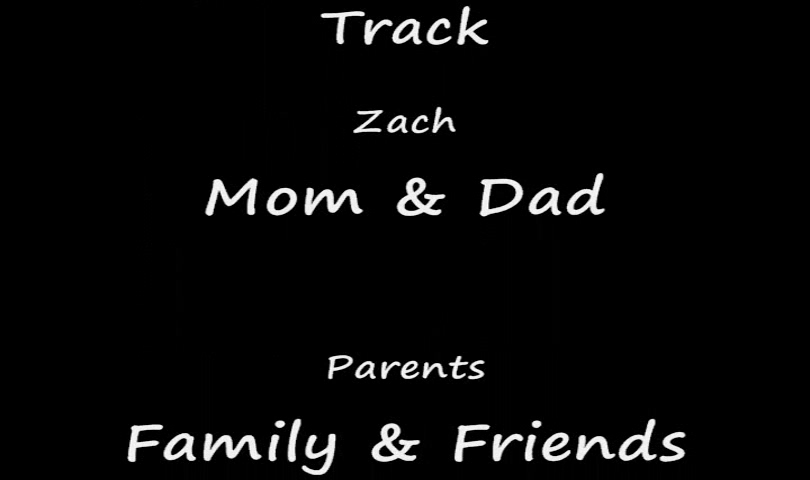 Track
Zach
Mom & Dad
Parents
Family & Friends